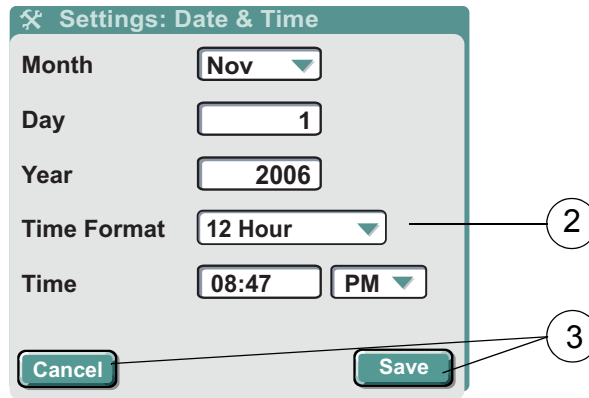 Settings: Date & Time
Month Nov
Day 1
Year 2006
Time Format 12 Hour
2
Time 08:47 PM
3
Cancel Save